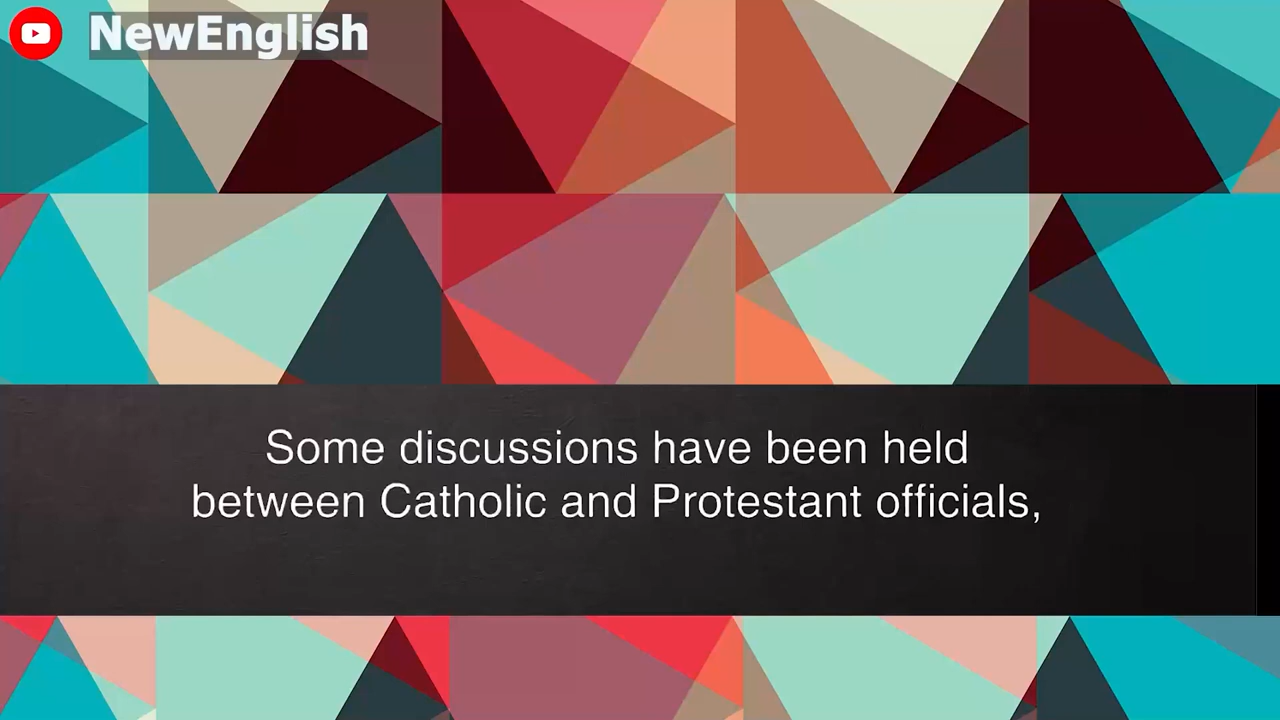 NewEnglish
Some discussions have been held
between Catholic and Protestant officials,